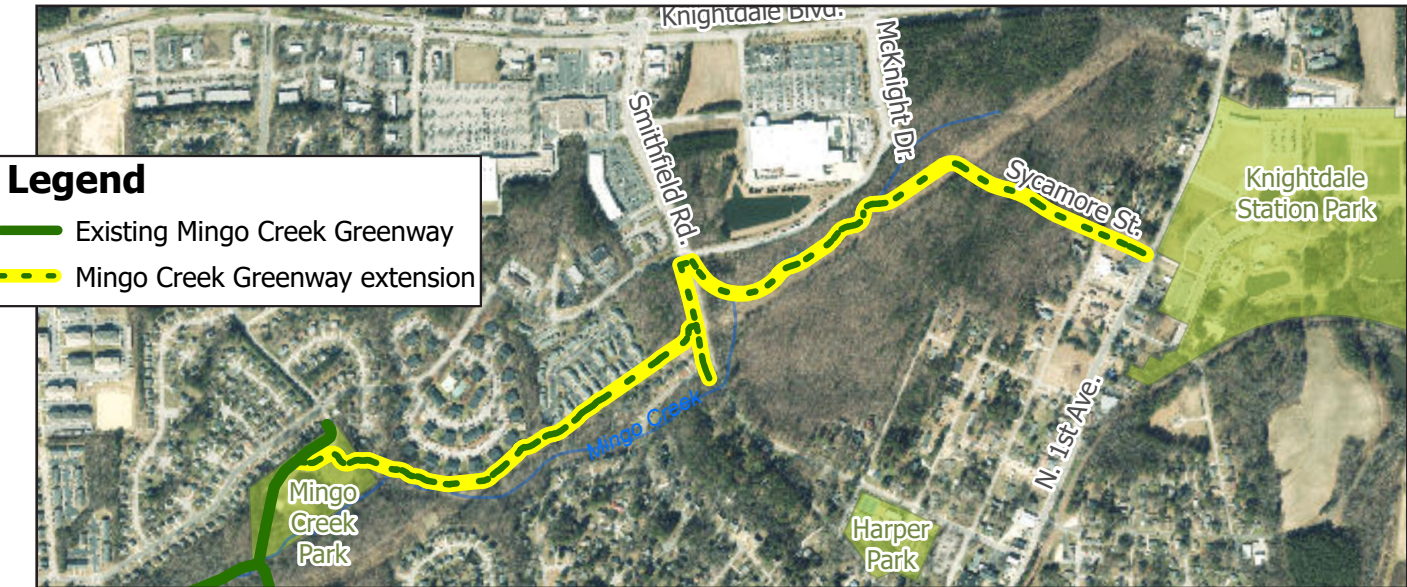 Knightdale Blvd.
McKnight Dr.
Smithfield Rd.
Legend
Existing Mingo Creek Greenway
Mingo Creek Greenway extension
Sycamore St.
Knightdale
Station Park
Mingo Creek
N. 1st Ave.
Mingo
Creek
Park
Harper
Park